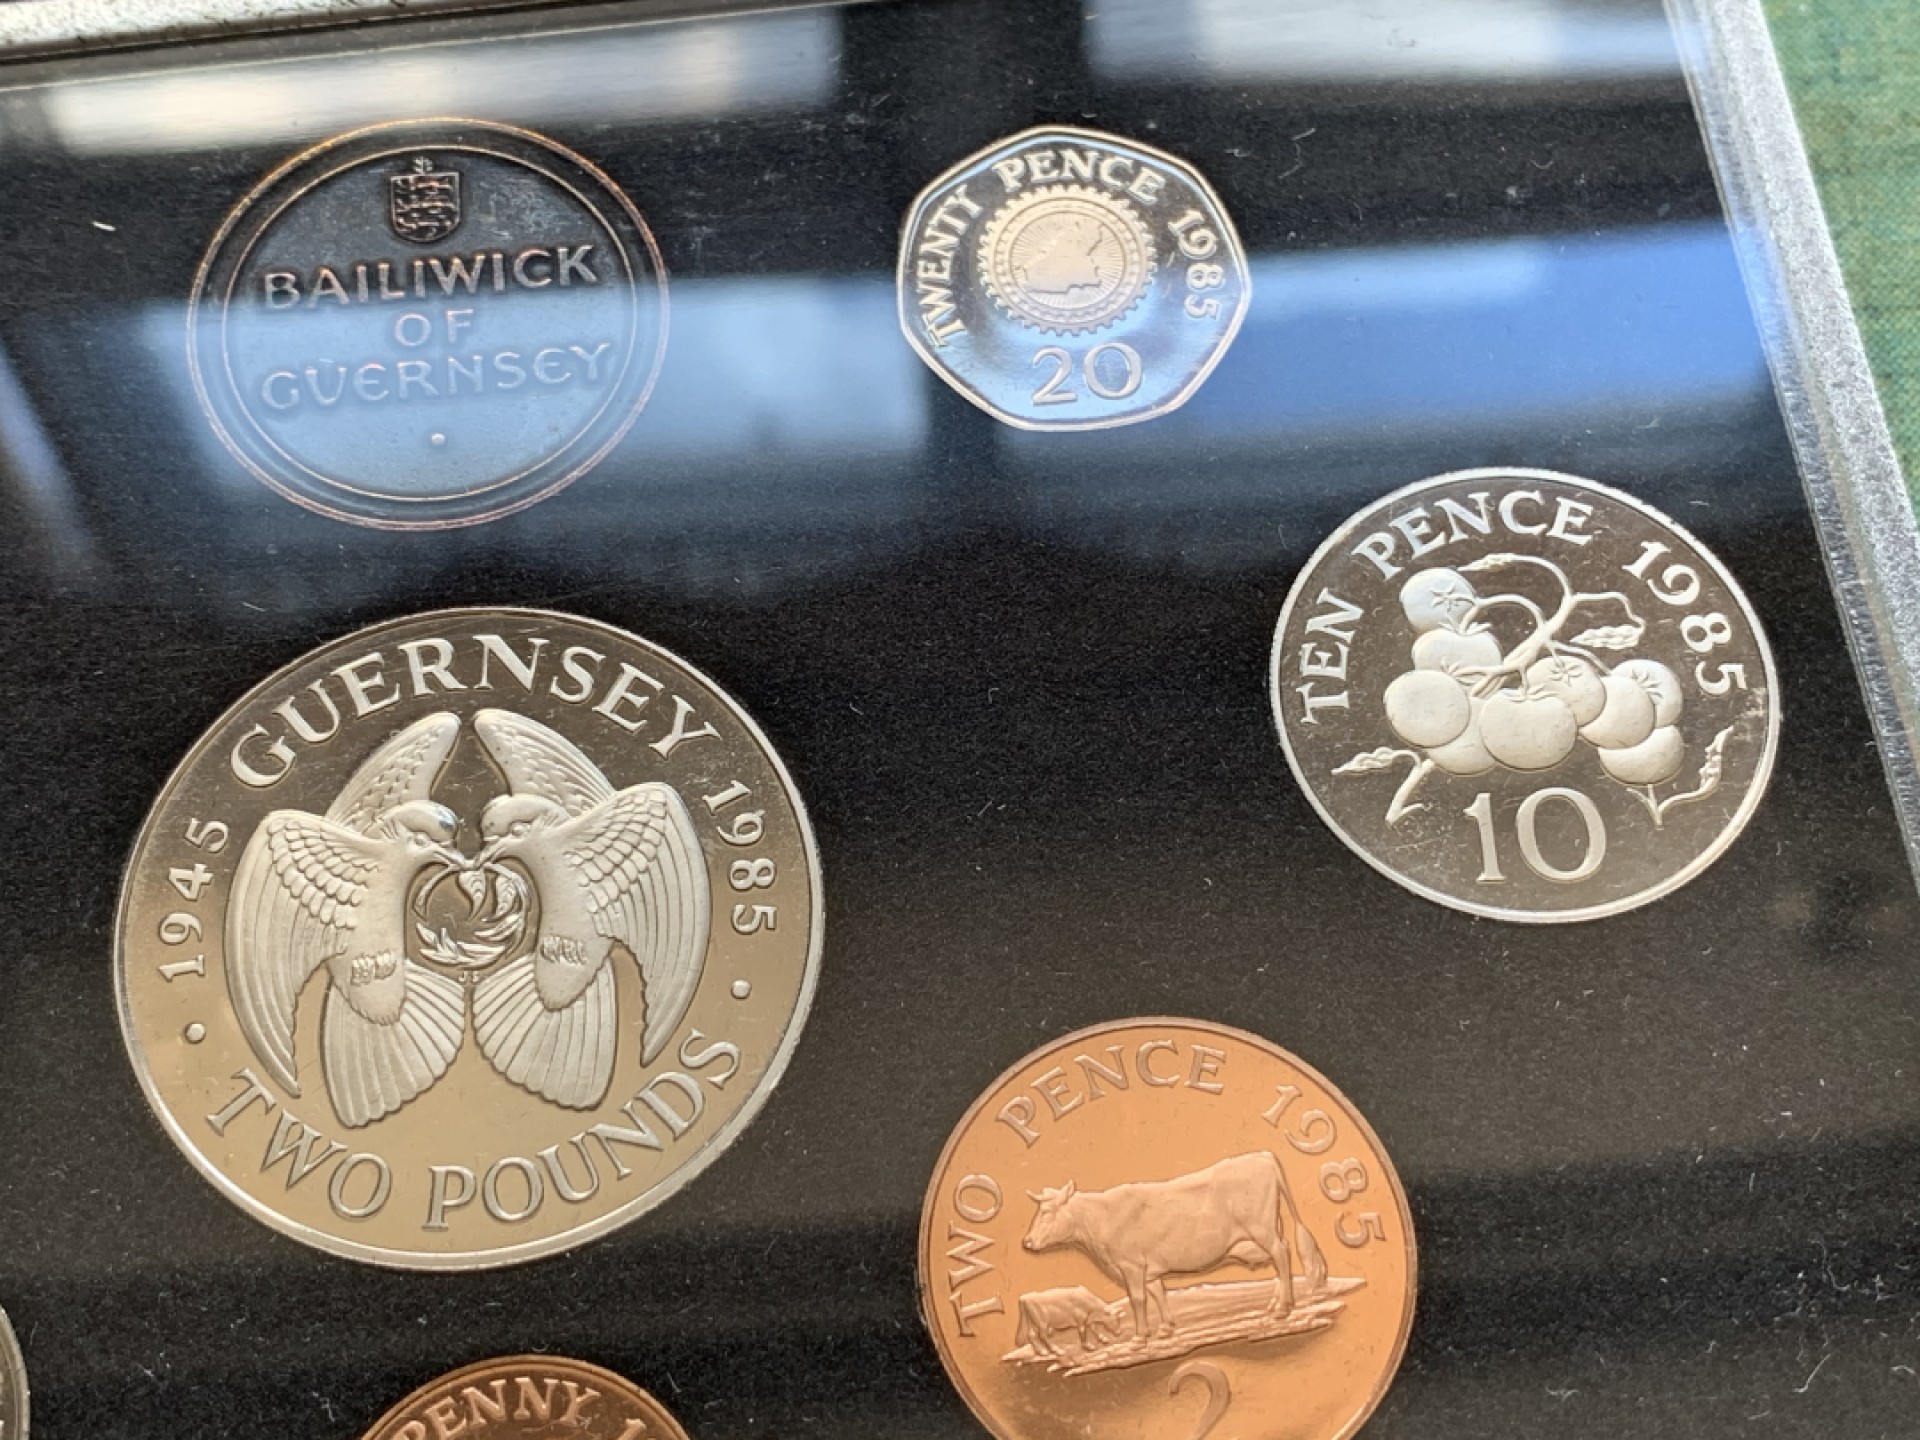 BAILIWICK
OF
GUERNSEY
TWENTY PENCE 1985
20
TEN PENCE 1985
10
1945 GUERNSEY 1985
TWO POUNDS
TWO PENCE 1985
2
PENNY